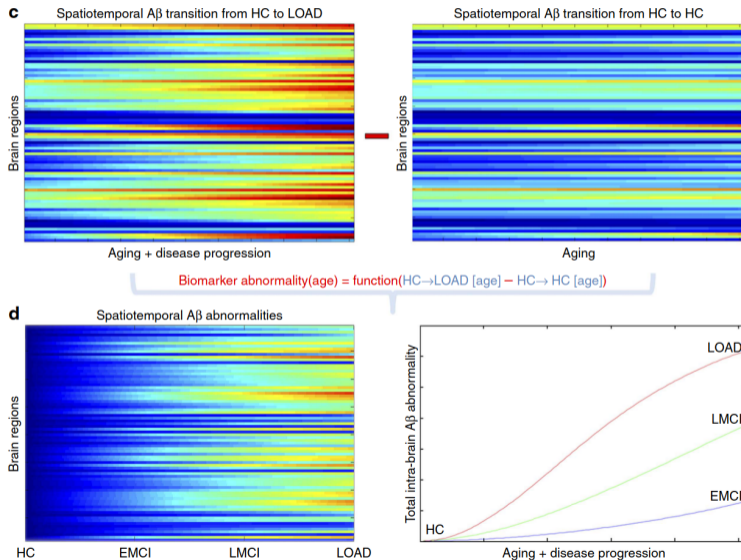 c
Spatiotemporal Aβ transition from HC to LOAD
Spatiotemporal Aβ transition from HC to HC
Brain regions
Brain regions
Aging + disease progression
Aging
Biomarker abnormality(age) = function(HC→LOAD [age] − HC→ HC [age])
d
Spatiotemporal Aβ abnormalities
Brain regions
HC EMCI LMCI LOAD
Total intra-brain Aβ abnormality
LOAD
LMCI
EMCI
HC
Aging + disease progression